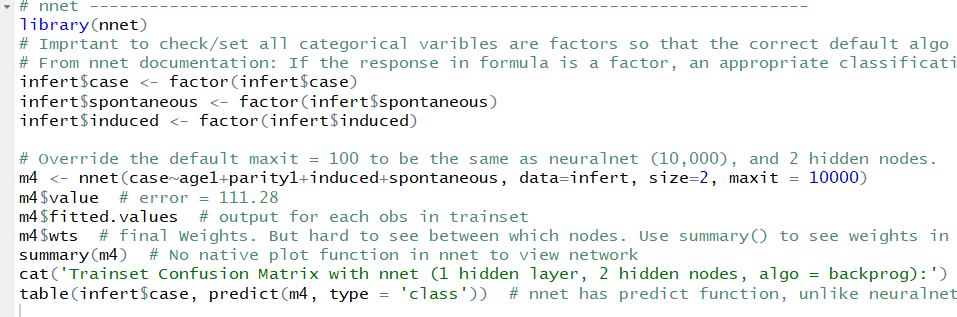 # nnet ------------------------------------------------------------------------
library(nnet)
# Imprtant to check/set all categorical varibles are factors so that the correct default algo
# From nnet documentation: If the response in formula is a factor, an appropriate classificati
infert$case <- factor(infert$case)
infert$spontaneous <- factor(infert$spontaneous)
infert$induced <- factor(infert$induced)
# Override the default maxit = 100 to be the same as neuralnet (10,000), and 2 hidden nodes.
m4 <- nnet(case~age1+parity1+induced+spontaneous, data=infert, size=2, maxit = 10000)
m4$value  # error = 111.28
m4$fitted.values  # output for each obs in trainset
m4$wts  # final Weights. But hard to see between which nodes. Use summary() to see weights in
summary(m4)  # No native plot function in nnet to view network
cat('Trainset Confusion Matrix with nnet (1 hidden layer, 2 hidden nodes, algo = backprog):')
table(infert$case, predict(m4, type = 'class'))  # nnet has predict function, unlike neuralnet